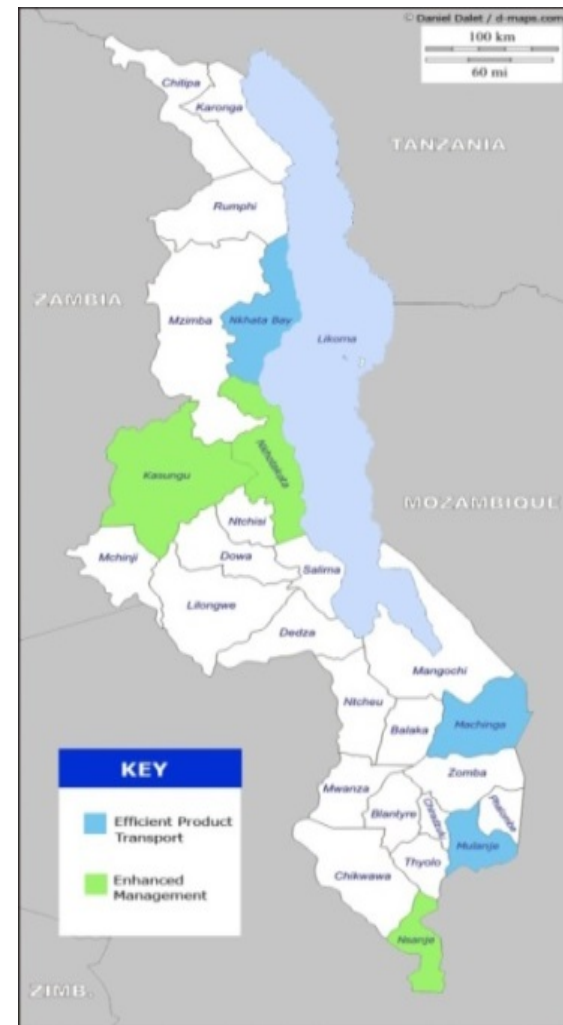 © Daniel Dalet / d-maps.com
100 km
60 mi
Chitipa
Karonga
TANZANIA
Rumphi
ZAMBIA
Mzimba
Nkhata Bay
Likoma
Kasungu
Nkhotakota
MOZAMBIQUE
Ntchisi
Mchinji
Dowa
Salima
Lilongwe
Dedza
Mangochi
Ntcheu
Balaka
Machinga
KEY
Efficient Product
Transport
Enhanced
Management
Zomba
Mwanza
Blantyre
Phalombe
Mulanje
Thyolo
Chikwawa
Nsanje
ZIMB.